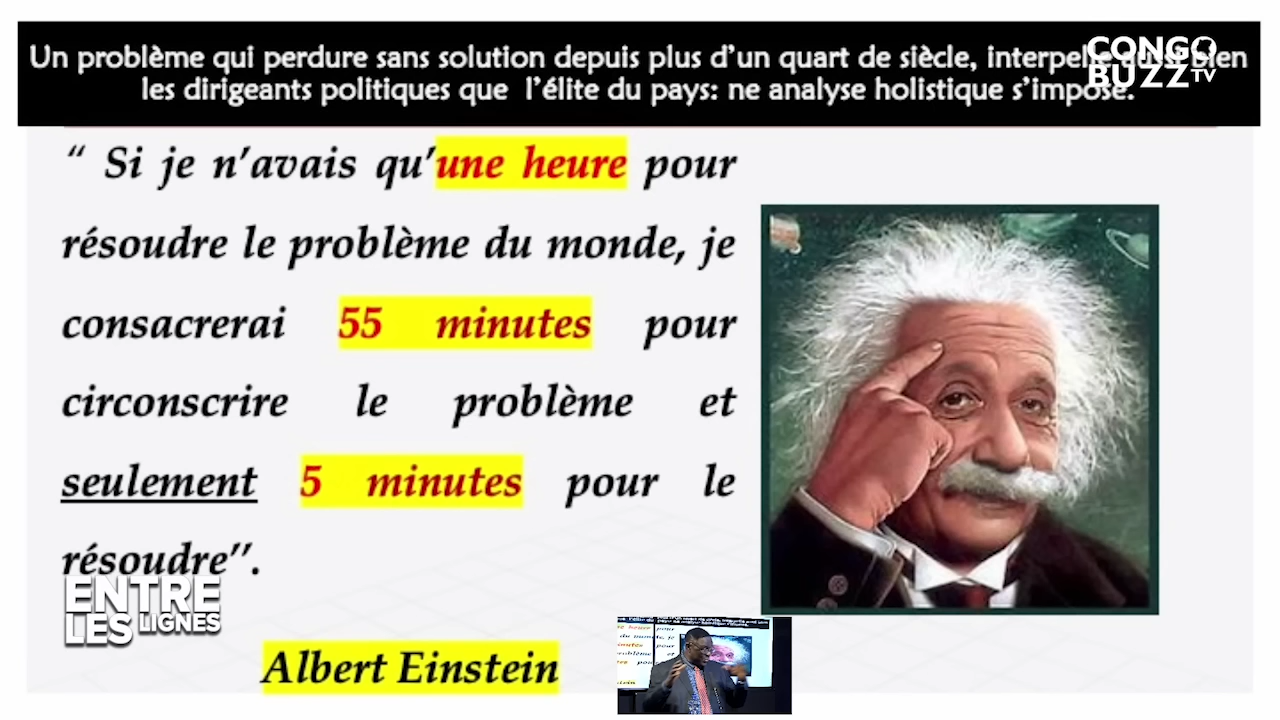 Un problème qui perdure sans solution depuis plus d’un quart de siècle, interpelle aussi bien
les dirigeants politiques que l’élite du pays: ne analyse holistique s’impose.
CONGO
BUZZ TV
“ Si je n’avais qu’une heure pour
résoudre le problème du monde, je
consacrerai 55 minutes pour
circonscrire le problème et
seulement 5 minutes pour le
résoudre’’.
ENTRE
LES LIGNES
Albert Einstein